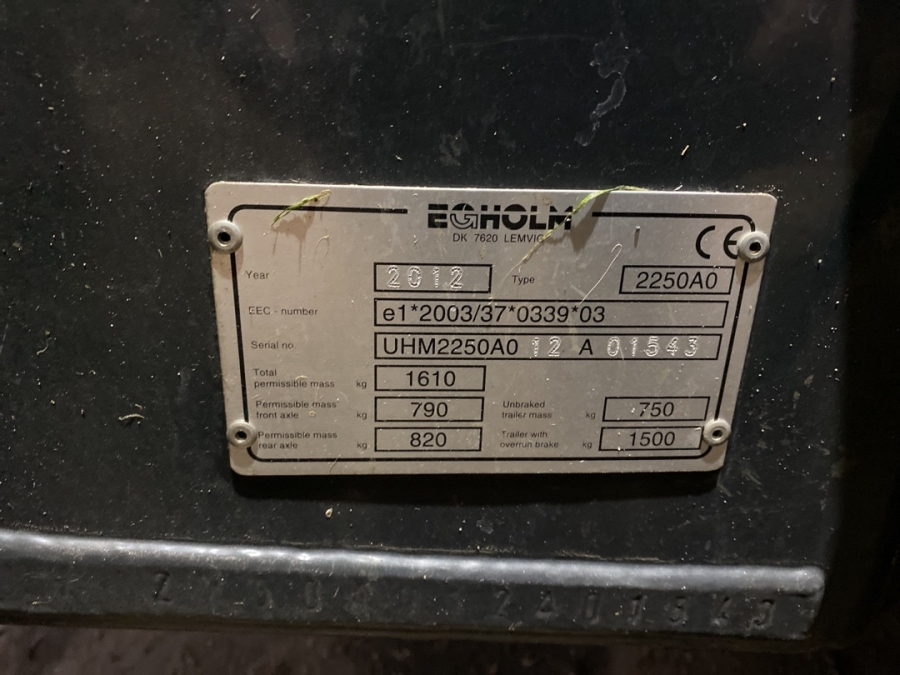 EGHOLM
DK 7620 LEMVIG
CE
Year 2012 Type 2250A0
EEC - number e1*2003/37*0339*03
Serial no. UHM2250A0 12 A 01543
Total
permissible mass kg 1610
Permissible mass
front axle kg 790
Unbraked
trailer mass kg 750
Permissible mass
rear axle kg 820
Trailer with
overrun brake kg 1500